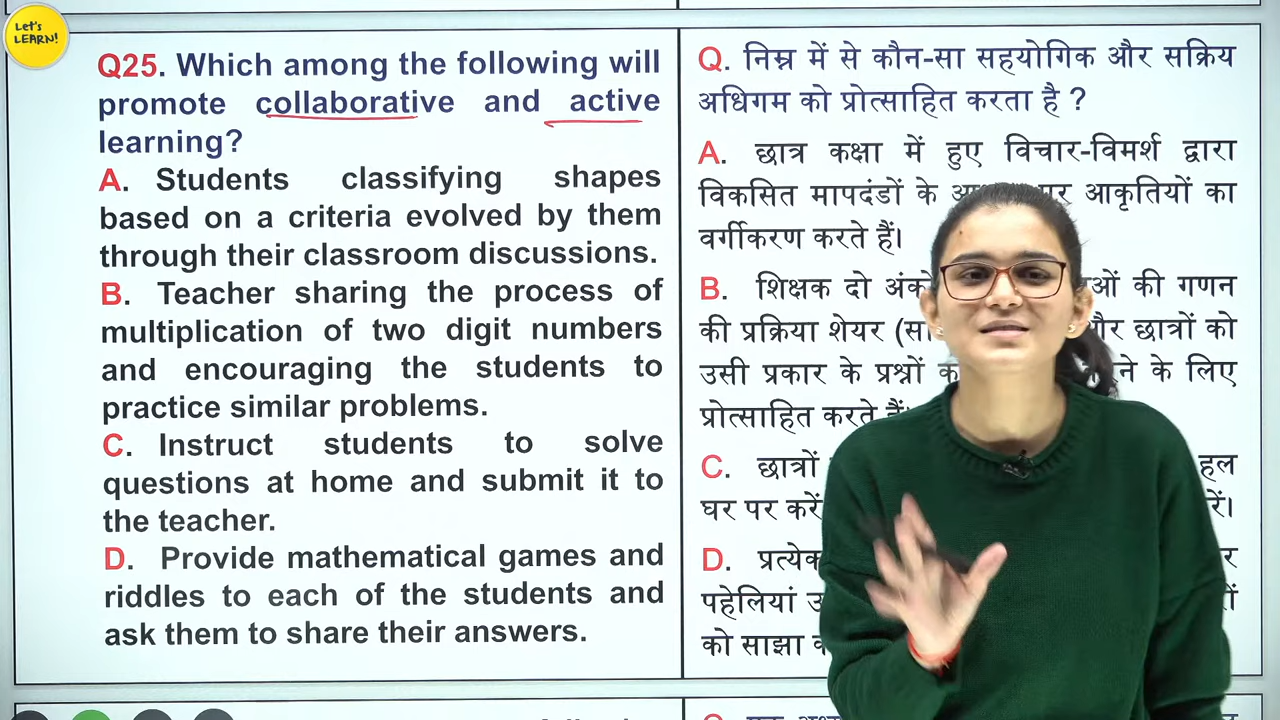 Let's
LEARN!
Q25. Which among the following will
promote collaborative and active
learning?
A. Students classifying shapes
based on a criteria evolved by them
through their classroom discussions.
B. Teacher sharing the process of
multiplication of two digit numbers
and encouraging the students to
practice similar problems.
C. Instruct students to solve
questions at home and submit it to
the teacher.
D. Provide mathematical games and
riddles to each of the students and
ask them to share their answers.
Q. निम्न में से कौन-सा सहयोगिक और सक्रिय
अधिगम को प्रोत्साहित करता है ?
A. छात्र कक्षा में हुए विचार-विमर्श द्वारा
विकसित मापदंडों के पर आकृतियों का
वर्गीकरण करते हैं।
B. शिक्षक दो की गणन
की प्रक्रिया शेयर और छात्रों को
उसी प्रकार के प्रश्नों के लिए
प्रोत्साहित करते
C. छात्रों हल
घर पर करें
D.
पहेलियां
को साझा